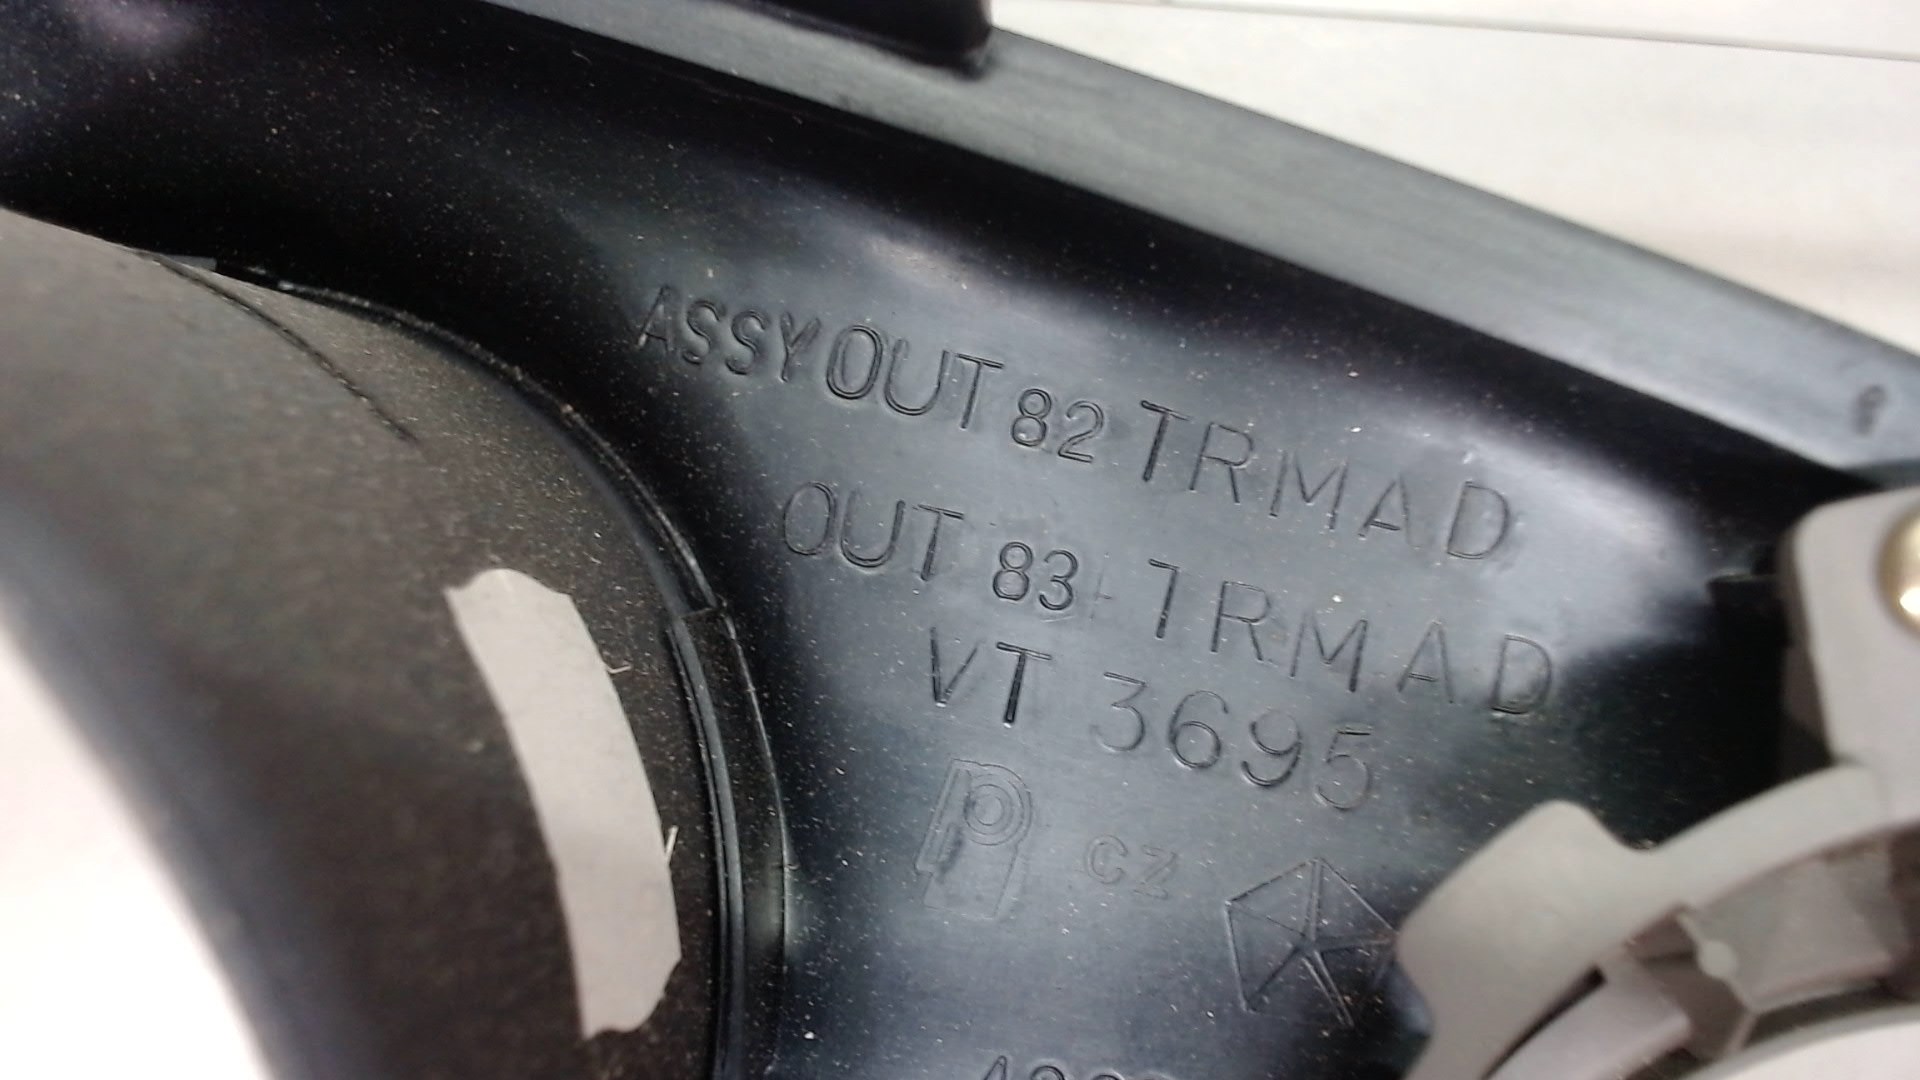 ASSY OUT 82 TRMAD
OUT 83 TRMAD
VT 3695
CZ